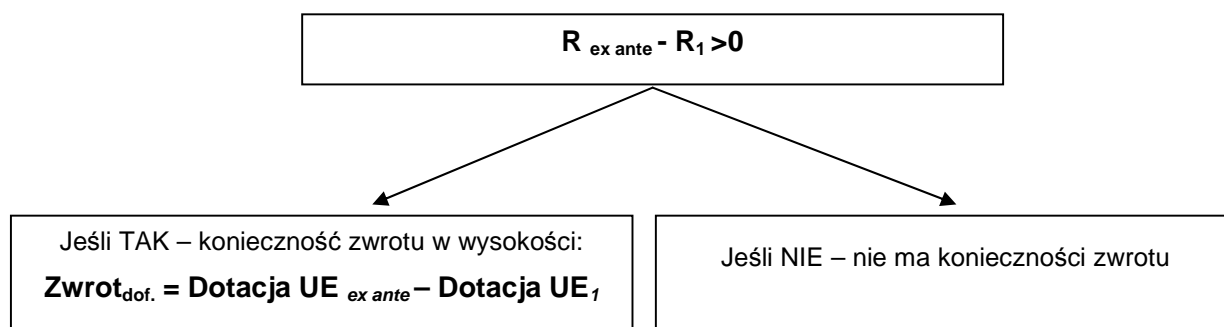 R ex ante - R1 >0
Jeśli TAK – konieczność zwrotu w wysokości:
Zwrotdof. = Dotacja UE ex ante – Dotacja UE1
Jeśli NIE – nie ma konieczności zwrotu